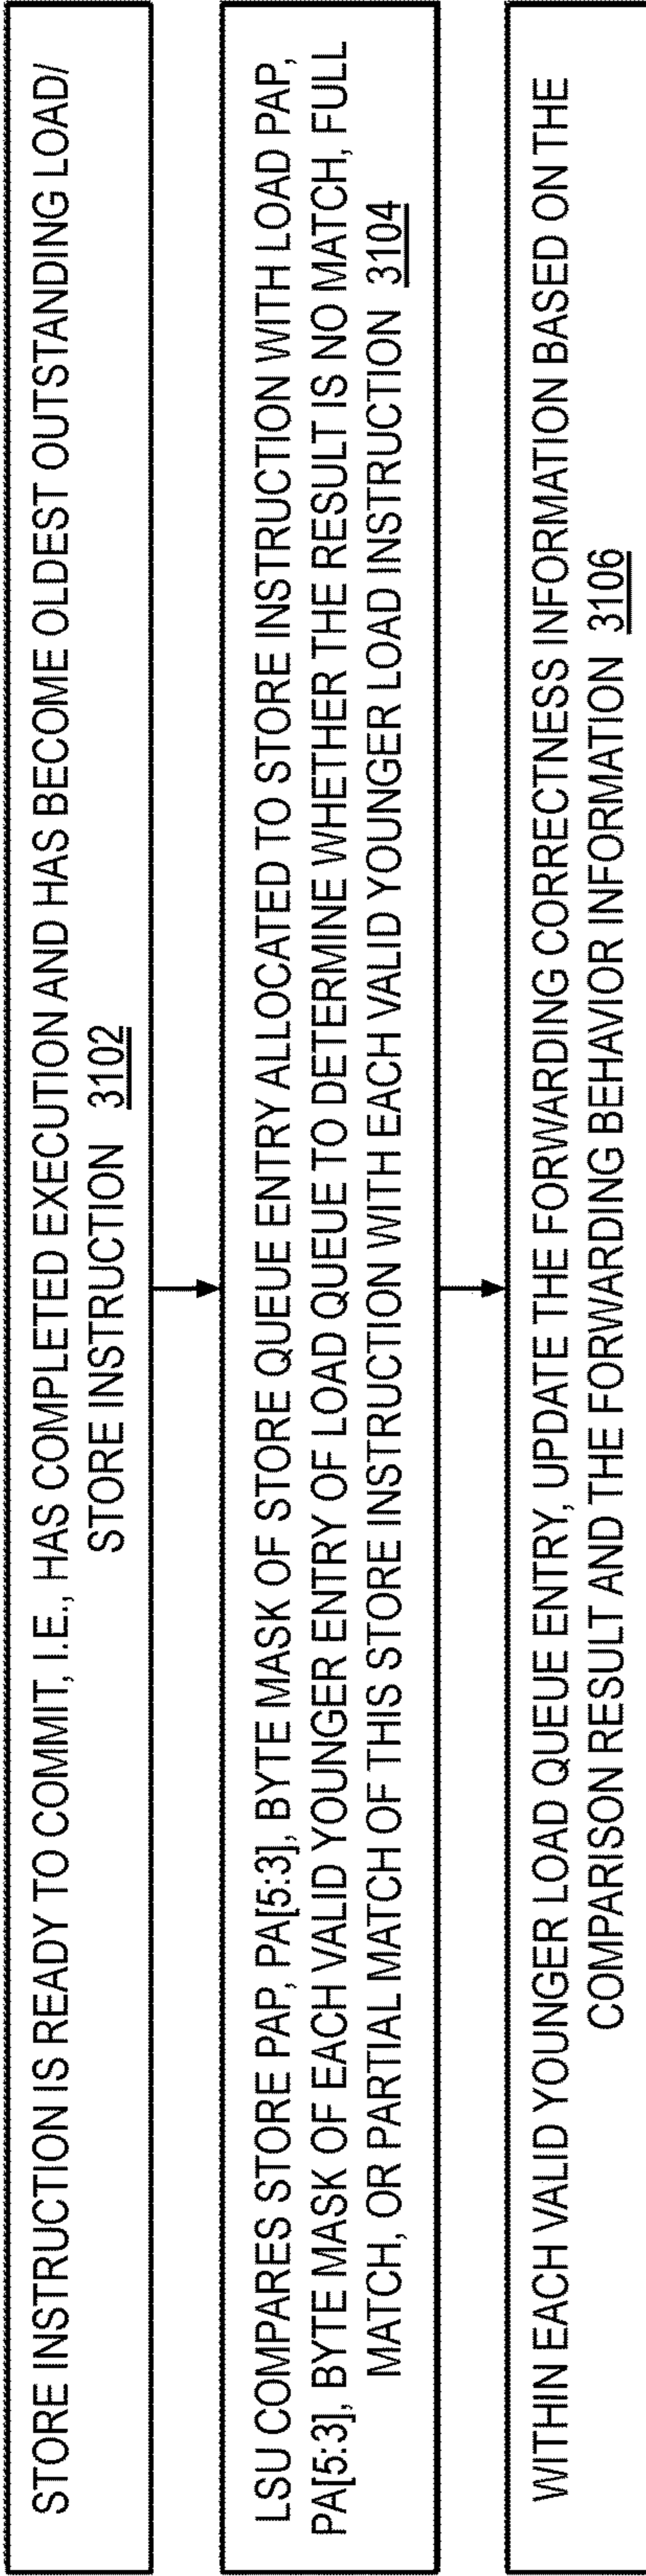 STORE INSTRUCTION IS READY TO COMMIT, I.E., HAS COMPLETED EXECUTION AND HAS BECOME OLDEST OUTSTANDING LOAD/
STORE INSTRUCTION 3102
LSU COMPARES STORE PAP, PA[5:3], BYTE MASK OF STORE QUEUE ENTRY ALLOCATED TO STORE INSTRUCTION WITH LOAD PAP,
PA[5:3], BYTE MASK OF EACH VALID YOUNGER ENTRY OF LOAD QUEUE TO DETERMINE WHETHER THE RESULT IS NO MATCH, FULL
MATCH, OR PARTIAL MATCH OF THIS STORE INSTRUCTION WITH EACH VALID YOUNGER LOAD INSTRUCTION 3104
WITHIN EACH VALID YOUNGER LOAD QUEUE ENTRY, UPDATE THE FORWARDING CORRECTNESS INFORMATION BASED ON THE
COMPARISON RESULT AND THE FORWARDING BEHAVIOR INFORMATION 3106